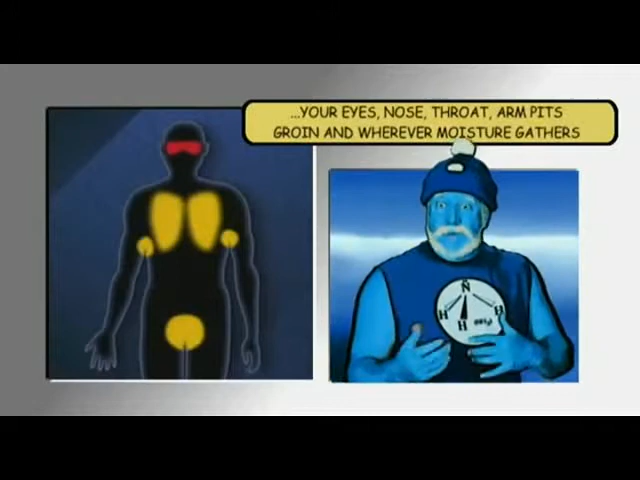 ...YOUR EYES, NOSE, THROAT, ARM PITS
GROIN AND WHEREVER MOISTURE GATHERS
N
H H
H